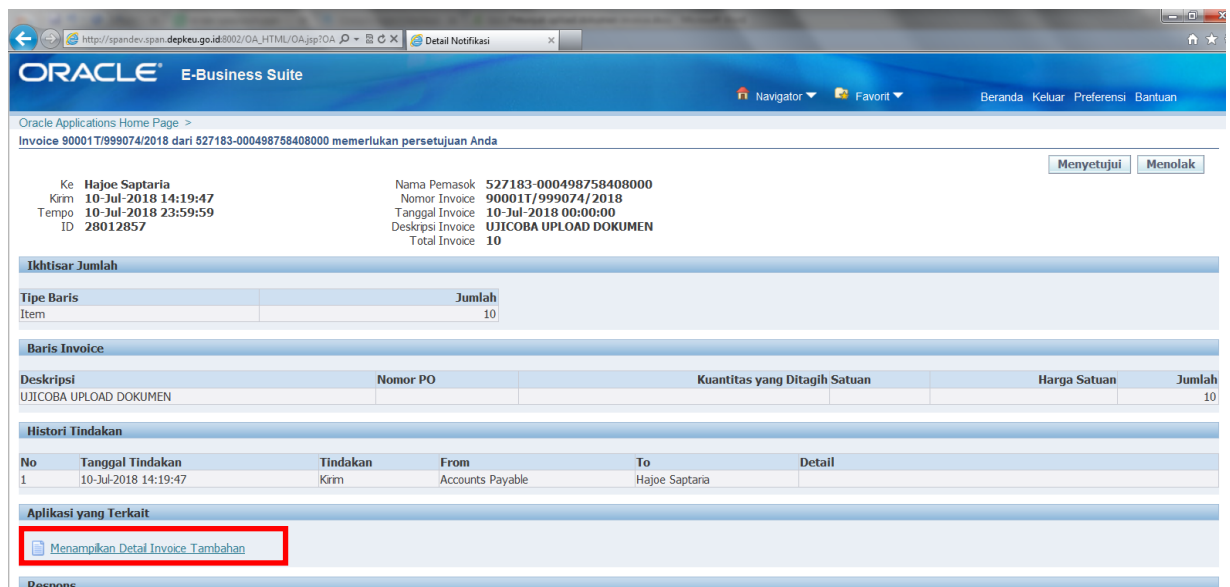 http://spandev.span.depkeu.go.id:8002/OA_HTML/OA.jsp?OA
Detail Notifikasi
ORACLE® E-Business Suite
Navigator Favorit Beranda Keluar Preferensi Bantuan
Oracle Applications Home Page >
Invoice 90001T/999074/2018 dari 527183-000498758408000 memerlukan persetujuan Anda
Menyetujui Menolak
Ke Hajoe Saptaria Nama Pemasok 527183-000498758408000
Kirim 10-Jul-2018 14:19:47 Nomor Invoice 90001T/999074/2018
Tempo 10-Jul-2018 23:59:59 Tanggal Invoice 10-Jul-2018 00:00:00
ID 28012857 Deskripsi Invoice UJICOBA UPLOAD DOKUMEN
Total Invoice 10
Ikhtisar Jumlah
Tipe Baris Jumlah
Item 10
Baris Invoice
Deskripsi Nomor PO Kuantitas yang Ditagih Satuan Harga Satuan Jumlah
UJICOBA UPLOAD DOKUMEN 10
Histori Tindakan
No Tanggal Tindakan Tindakan From To Detail
1 10-Jul-2018 14:19:47 Kirim Accounts Payable Hajoe Saptaria
Aplikasi yang Terkait
Menampilkan Detail Invoice Tambahan
Respons